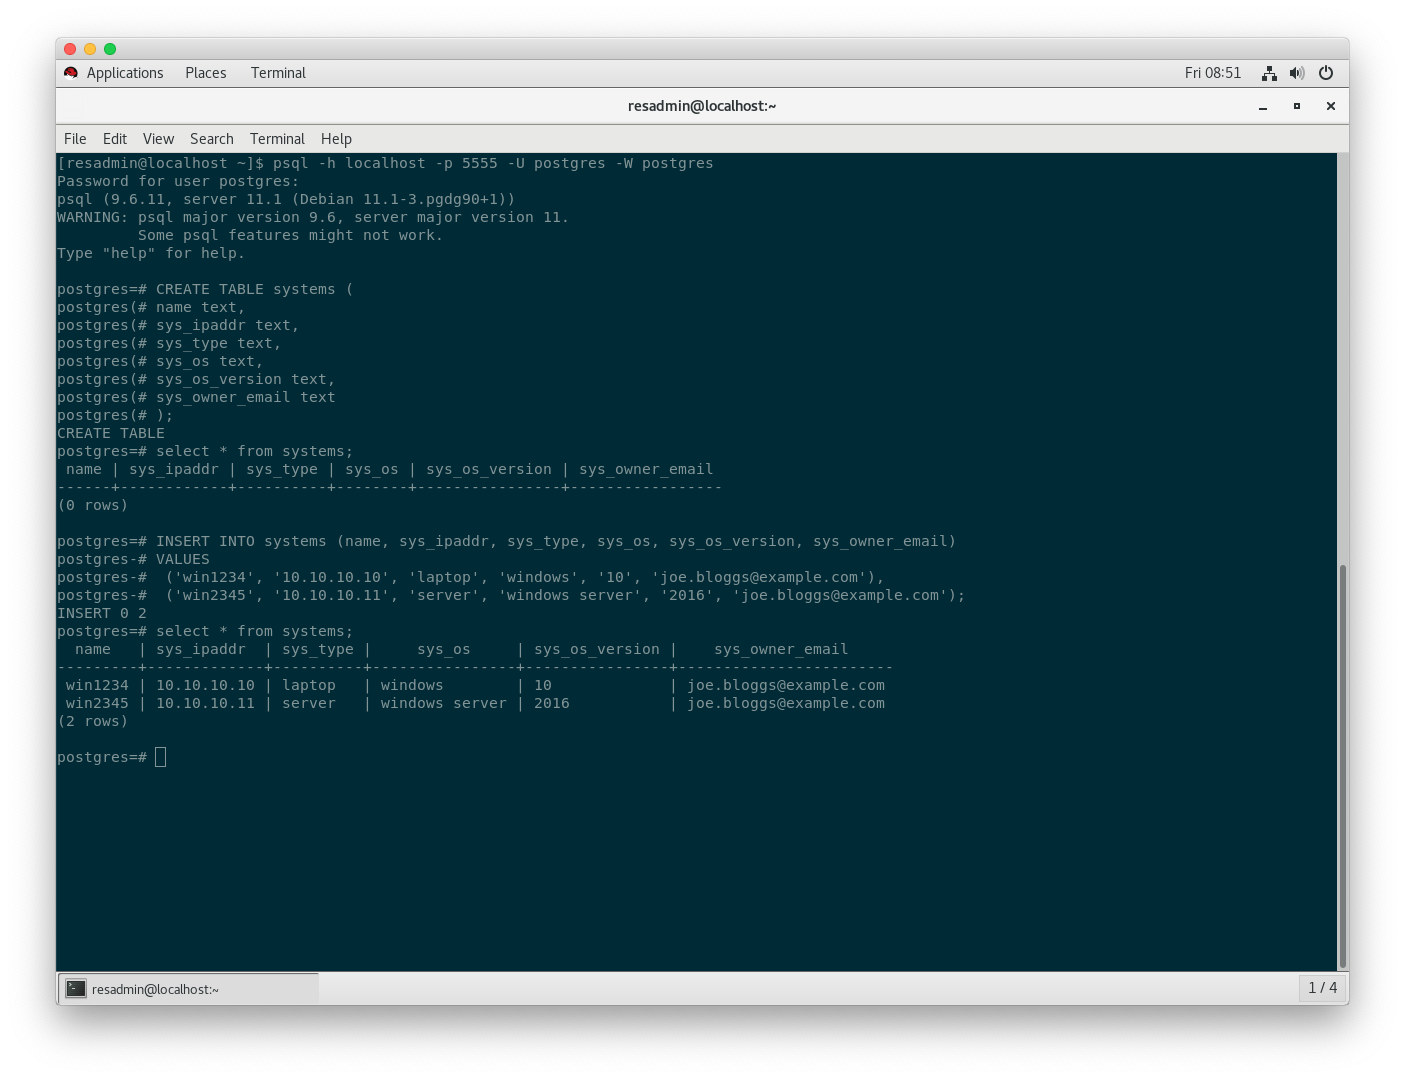 Applications Places Terminal Fri 08:51
resadmin@localhost:~
File Edit View Search Terminal Help
[resadmin@localhost ~]$ psql -h localhost -p 5555 -U postgres -W postgres
Password for user postgres:
psql (9.6.11, server 11.1 (Debian 11.1-3.pgdg90+1))
WARNING: psql major version 9.6, server major version 11.
         Some psql features might not work.
Type "help" for help.

postgres=# CREATE TABLE systems (
postgres(# name text,
postgres(# sys_ipaddr text,
postgres(# sys_type text,
postgres(# sys_os text,
postgres(# sys_os_version text,
postgres(# sys_owner_email text
postgres(# );
CREATE TABLE
postgres=# select * from systems;
 name | sys_ipaddr | sys_type | sys_os | sys_os_version | sys_owner_email
------+------------+----------+--------+----------------+-----------------
(0 rows)

postgres=# INSERT INTO systems (name, sys_ipaddr, sys_type, sys_os, sys_os_version, sys_owner_email)
postgres-# VALUES
postgres-#  ('win1234', '10.10.10.10', 'laptop', 'windows', '10', 'joe.bloggs@example.com'),
postgres-#  ('win2345', '10.10.10.11', 'server', 'windows server', '2016', 'joe.bloggs@example.com');
INSERT 0 2
postgres=# select * from systems;
  name   | sys_ipaddr  | sys_type |     sys_os     | sys_os_version |    sys_owner_email
---------+-------------+----------+----------------+----------------+------------------------
 win1234 | 10.10.10.10 | laptop   | windows        | 10             | joe.bloggs@example.com
 win2345 | 10.10.10.11 | server   | windows server | 2016           | joe.bloggs@example.com
(2 rows)

postgres=#
resadmin@localhost:~ 1 / 4